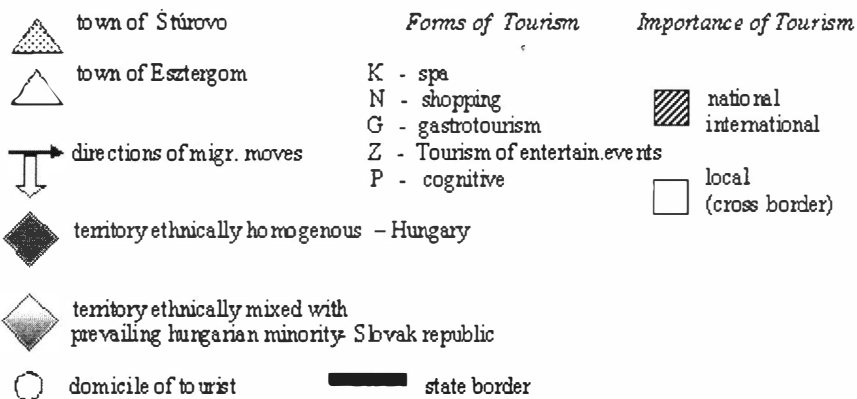 town of Štúrovo
town of Esztergom
directions of migr. moves
territory ethnically homogenous – Hungary
territory ethnically mixed with
prevailing hungarian minority- Slovak republic
domicile of tourist
state border
Forms of Tourism
K - spa
N - shopping
G - gastrotourism
Z - Tourism of entertain.events
P - cognitive
Importance of Tourism
national
international
local
(cross border)